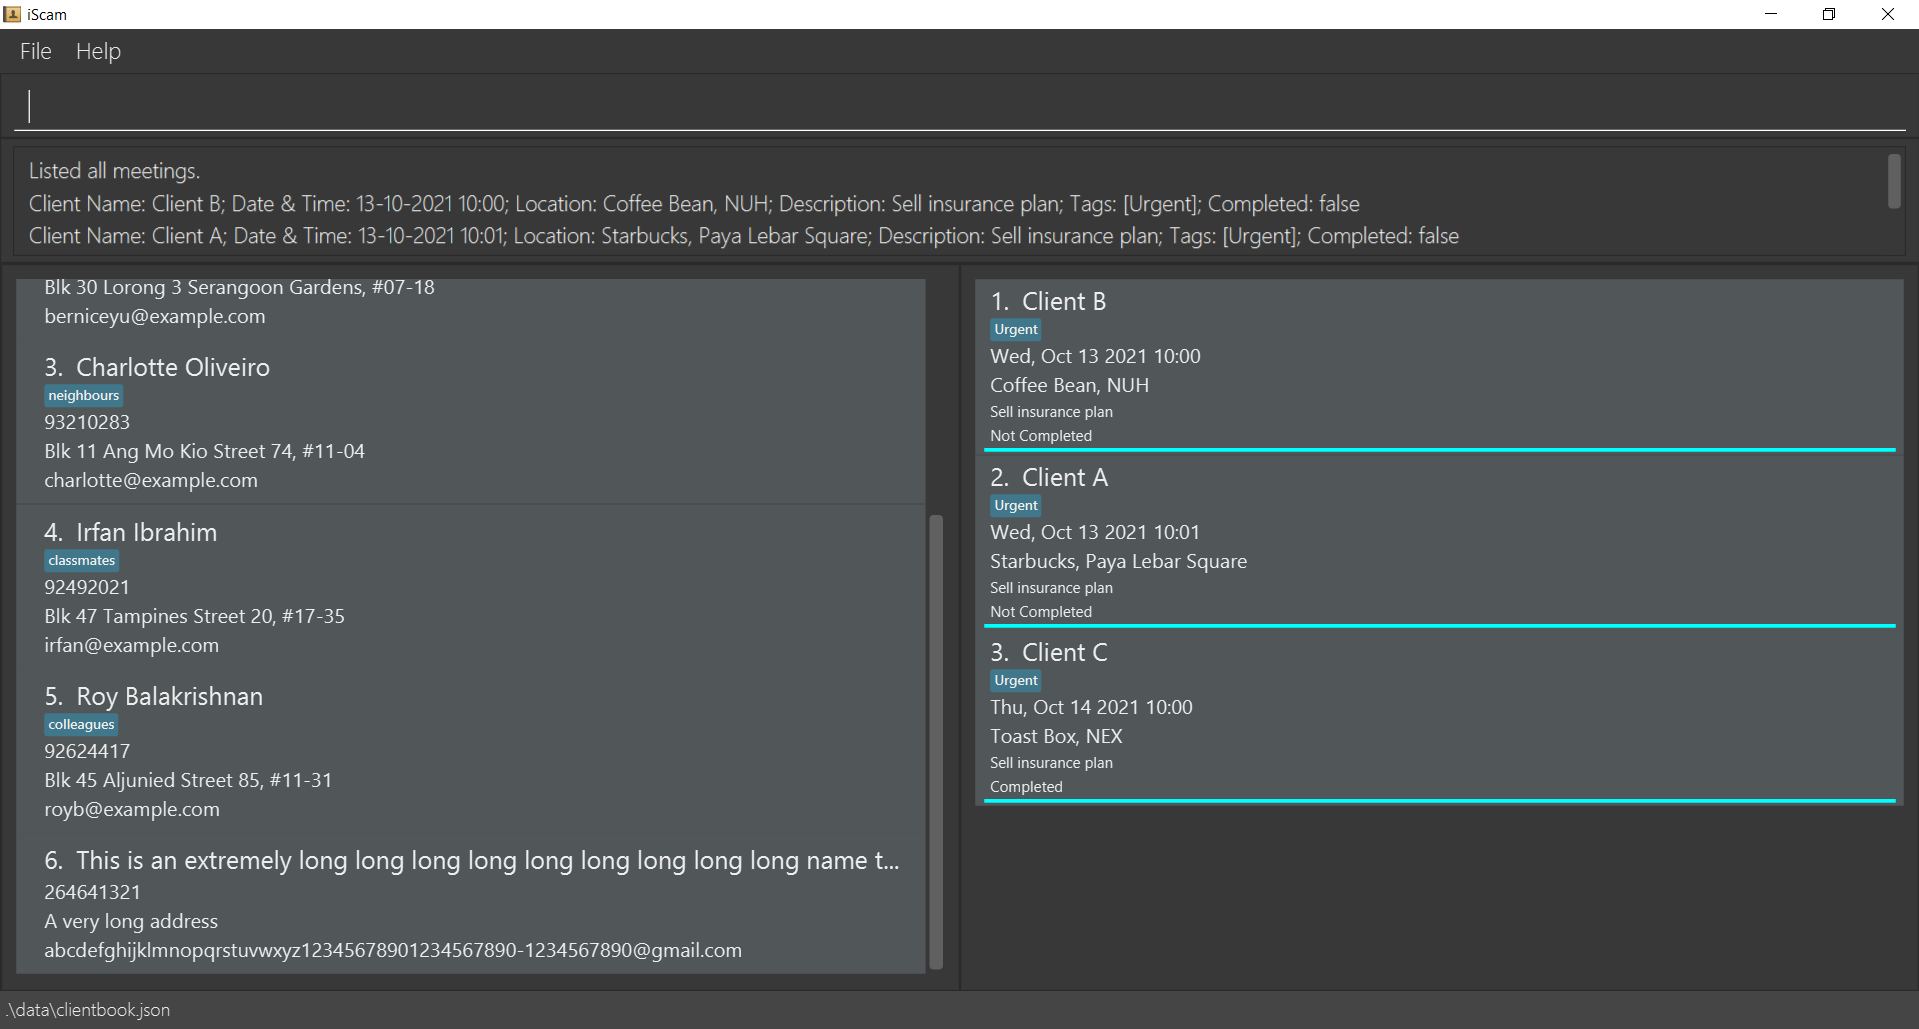 iScam
File Help
Listed all meetings.
Client Name: Client B; Date & Time: 13-10-2021 10:00; Location: Coffee Bean, NUH; Description: Sell insurance plan; Tags: [Urgent]; Completed: false
Client Name: Client A; Date & Time: 13-10-2021 10:01; Location: Starbucks, Paya Lebar Square; Description: Sell insurance plan; Tags: [Urgent]; Completed: false
Blk 30 Lorong 3 Serangoon Gardens, #07-18
berniceyu@example.com
3. Charlotte Oliveiro
neighbours
93210283
Blk 11 Ang Mo Kio Street 74, #11-04
charlotte@example.com
4. Irfan Ibrahim
classmates
92492021
Blk 47 Tampines Street 20, #17-35
irfan@example.com
5. Roy Balakrishnan
colleagues
92624417
Blk 45 Aljunied Street 85, #11-31
royb@example.com
6. This is an extremely long long long long long long long long long name t...
264641321
A very long address
abcdefghijklmnopqrstuvwxyz12345678901234567890-1234567890@gmail.com
1. Client B
Urgent
Wed, Oct 13 2021 10:00
Coffee Bean, NUH
Sell insurance plan
Not Completed
2. Client A
Urgent
Wed, Oct 13 2021 10:01
Starbucks, Paya Lebar Square
Sell insurance plan
Not Completed
3. Client C
Urgent
Thu, Oct 14 2021 10:00
Toast Box, NEX
Sell insurance plan
Completed
.\data\clientbook.json